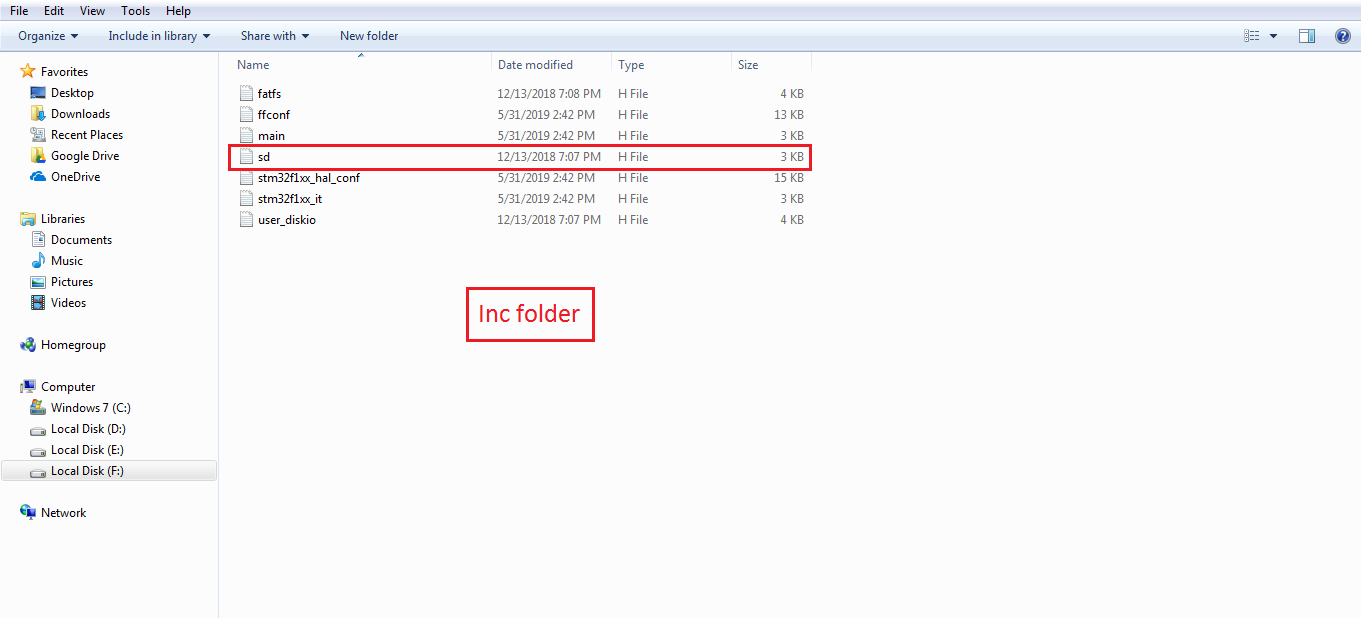 File Edit View Tools Help
Organize Include in library Share with New folder
Name Date modified Type Size
Favorites
Desktop
Downloads
Recent Places
Google Drive
OneDrive
Libraries
Documents
Music
Pictures
Videos
Homegroup
Computer
Windows 7 (C:)
Local Disk (D:)
Local Disk (E:)
Local Disk (F:)
Network
fatfs 12/13/2018 7:08 PM H File 4 KB
ffconf 5/31/2019 2:42 PM H File 13 KB
main 5/31/2019 2:42 PM H File 3 KB
sd 12/13/2018 7:07 PM H File 3 KB
stm32f1xx_hal_conf 5/31/2019 2:42 PM H File 15 KB
stm32f1xx_it 5/31/2019 2:42 PM H File 3 KB
user_diskio 12/13/2018 7:07 PM H File 4 KB
Inc folder